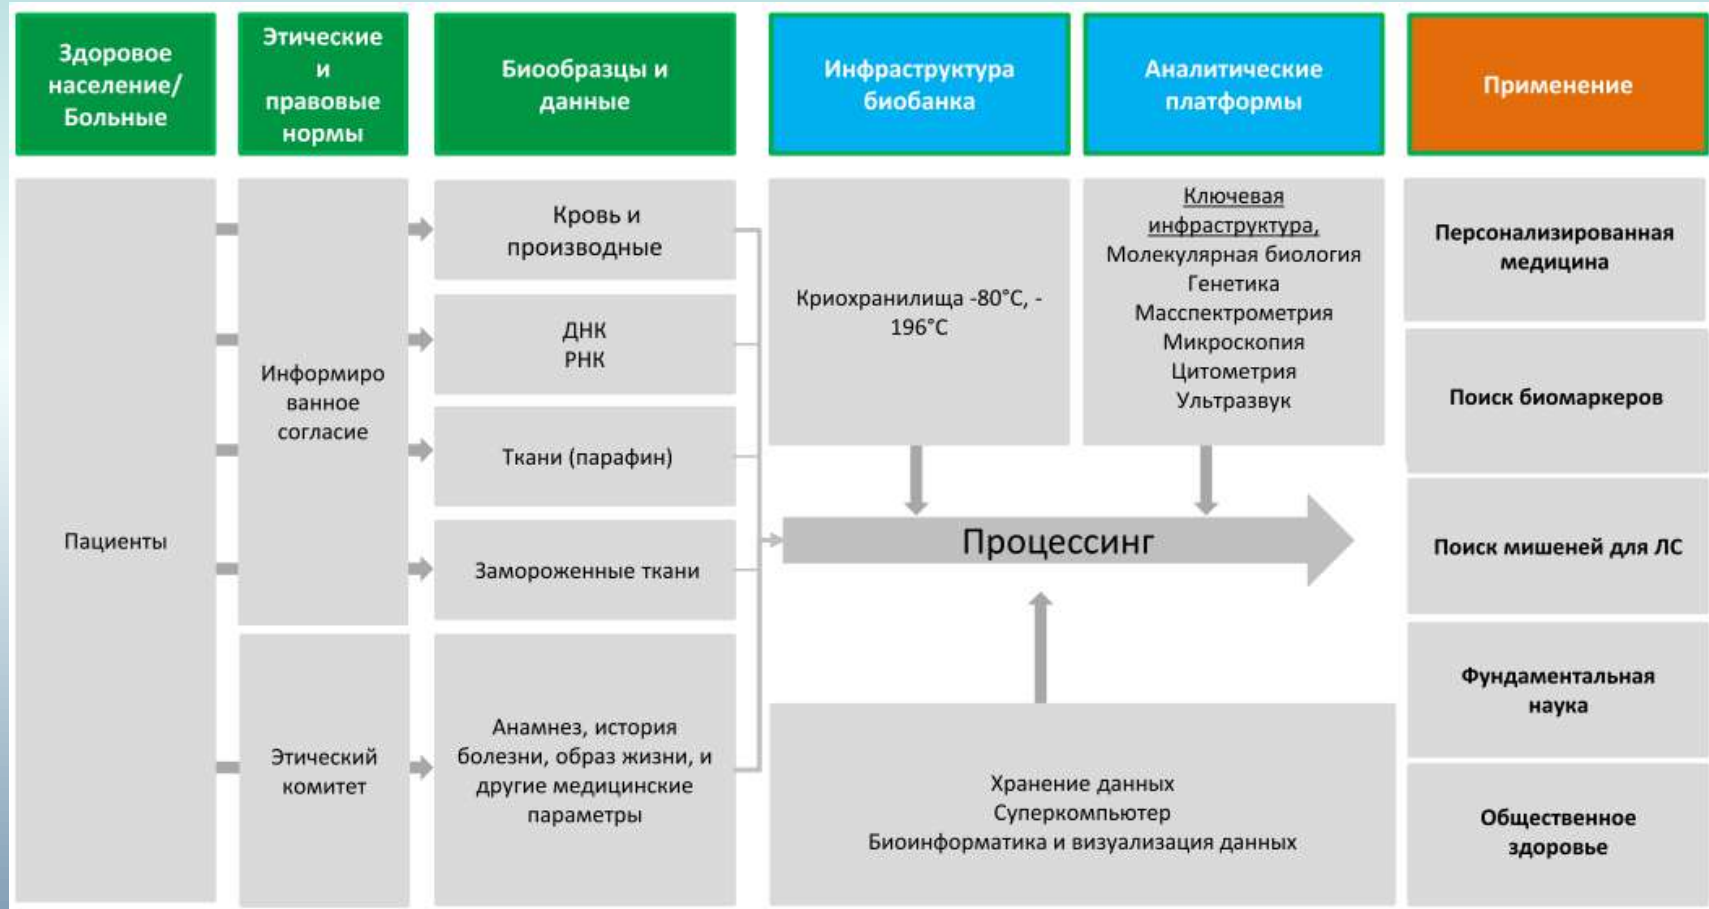 Здоровое
население/
Больные
Этические
и
правовые
нормы
Биообразцы и
данные
Инфраструктура
биобанка
Аналитические
платформы
Применение
Пациенты
Информиро
ванное
согласие
Этический
комитет
Кровь и
производные
ДНК
РНК
Ткани (парафин)
Замороженные ткани
Анамнез, история
болезни, образ жизни, и
другие медицинские
параметры
Криохранилища -80°C, -
196°C
Ключевая
инфраструктура,
Молекулярная биология
Генетика
Масспектрометрия
Микроскопия
Цитометрия
Ультразвук
Процессинг
Хранение данных
Суперкомпьютер
Биоинформатика и визуализация данных
Персонализированная
медицина
Поиск биомаркеров
Поиск мишеней для ЛС
Фундаментальная
наука
Общественное
здоровье